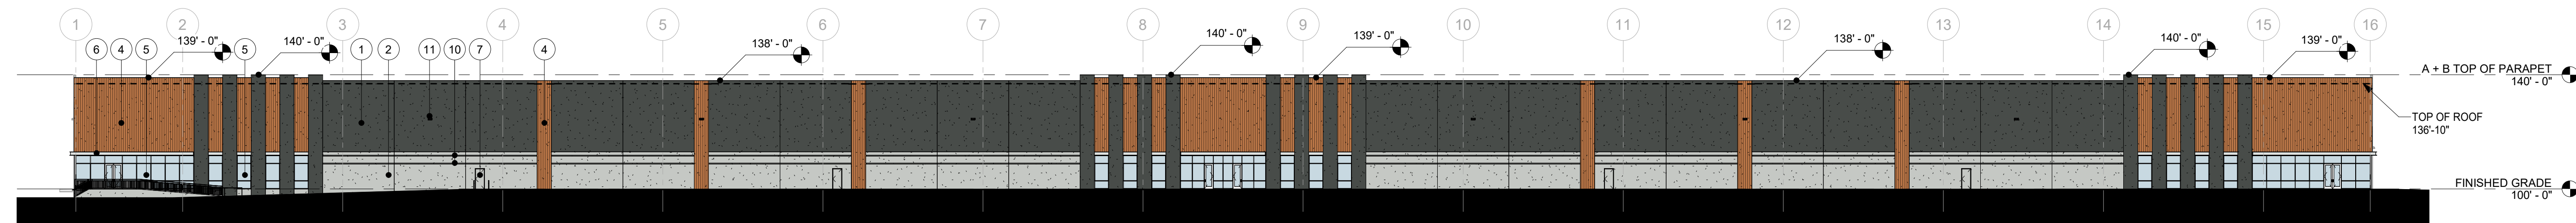 1 2 3 4 5 6 7 8 9 10 11 12 13 14 15 16
6 4 5 139' - 0" 5 140' - 0" 1 2 11 10 7 4 138' - 0" 140' - 0" 139' - 0" 138' - 0" 140' - 0" 139' - 0"
A + B TOP OF PARAPET
140' - 0"
TOP OF ROOF
136'-10"
FINISHED GRADE
100' - 0"